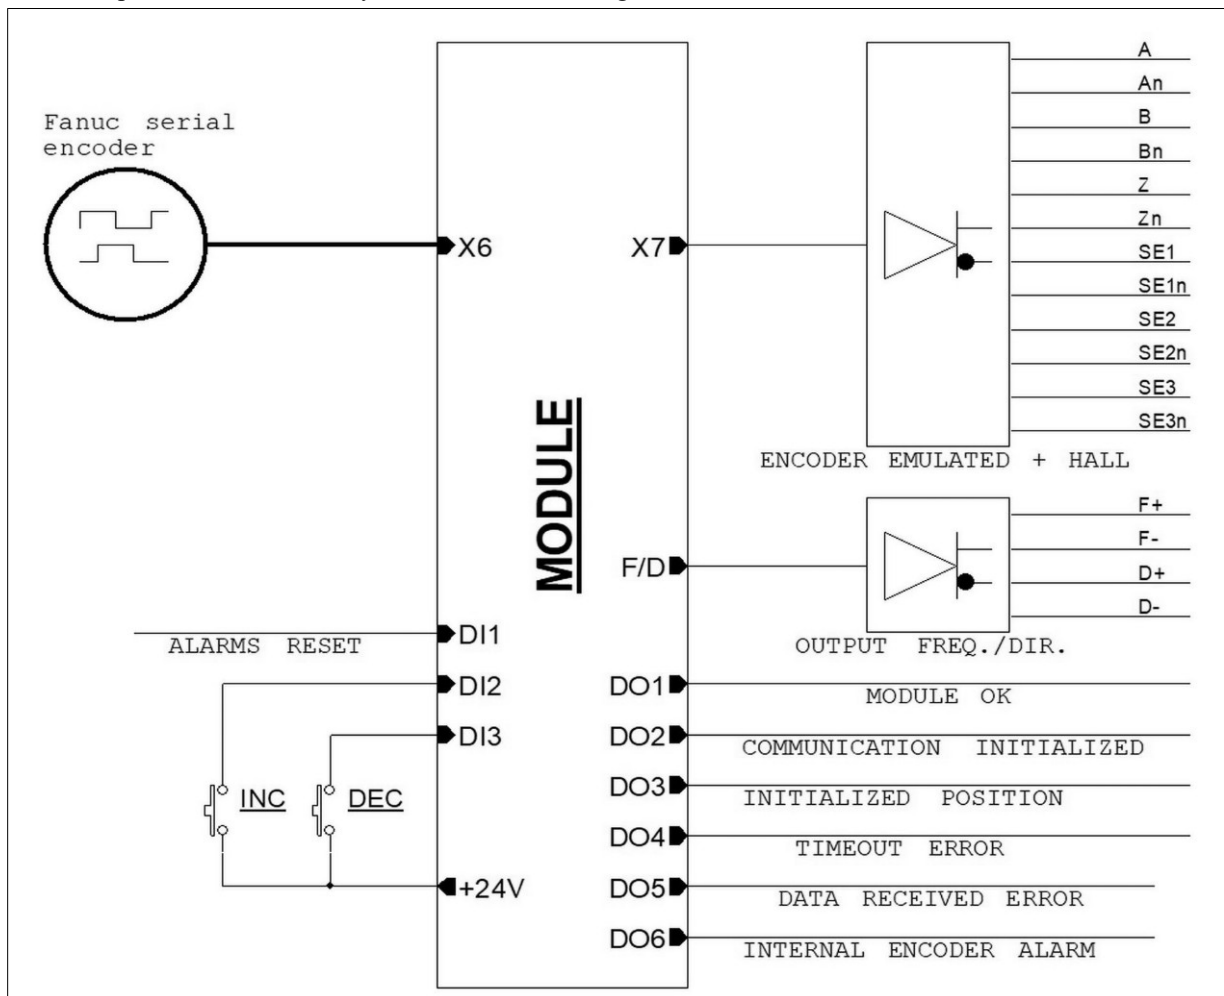 A
An
B
Bn
Z
Zn
SE1
SE1n
SE2
SE2n
SE3
SE3n
Fanuc serial
encoder
X6
X7
MODULE
ENCODER EMULATED + HALL
F+
F-
D+
D-
F/D
OUTPUT FREQ./DIR.
DI1
ALARMS RESET
DI2
DI3
INC
DEC
+24V
DO1
MODULE OK
DO2
COMMUNICATION INITIALIZED
DO3
INITIALIZED POSITION
DO4
TIMEOUT ERROR
DO5
DATA RECEIVED ERROR
DO6
INTERNAL ENCODER ALARM